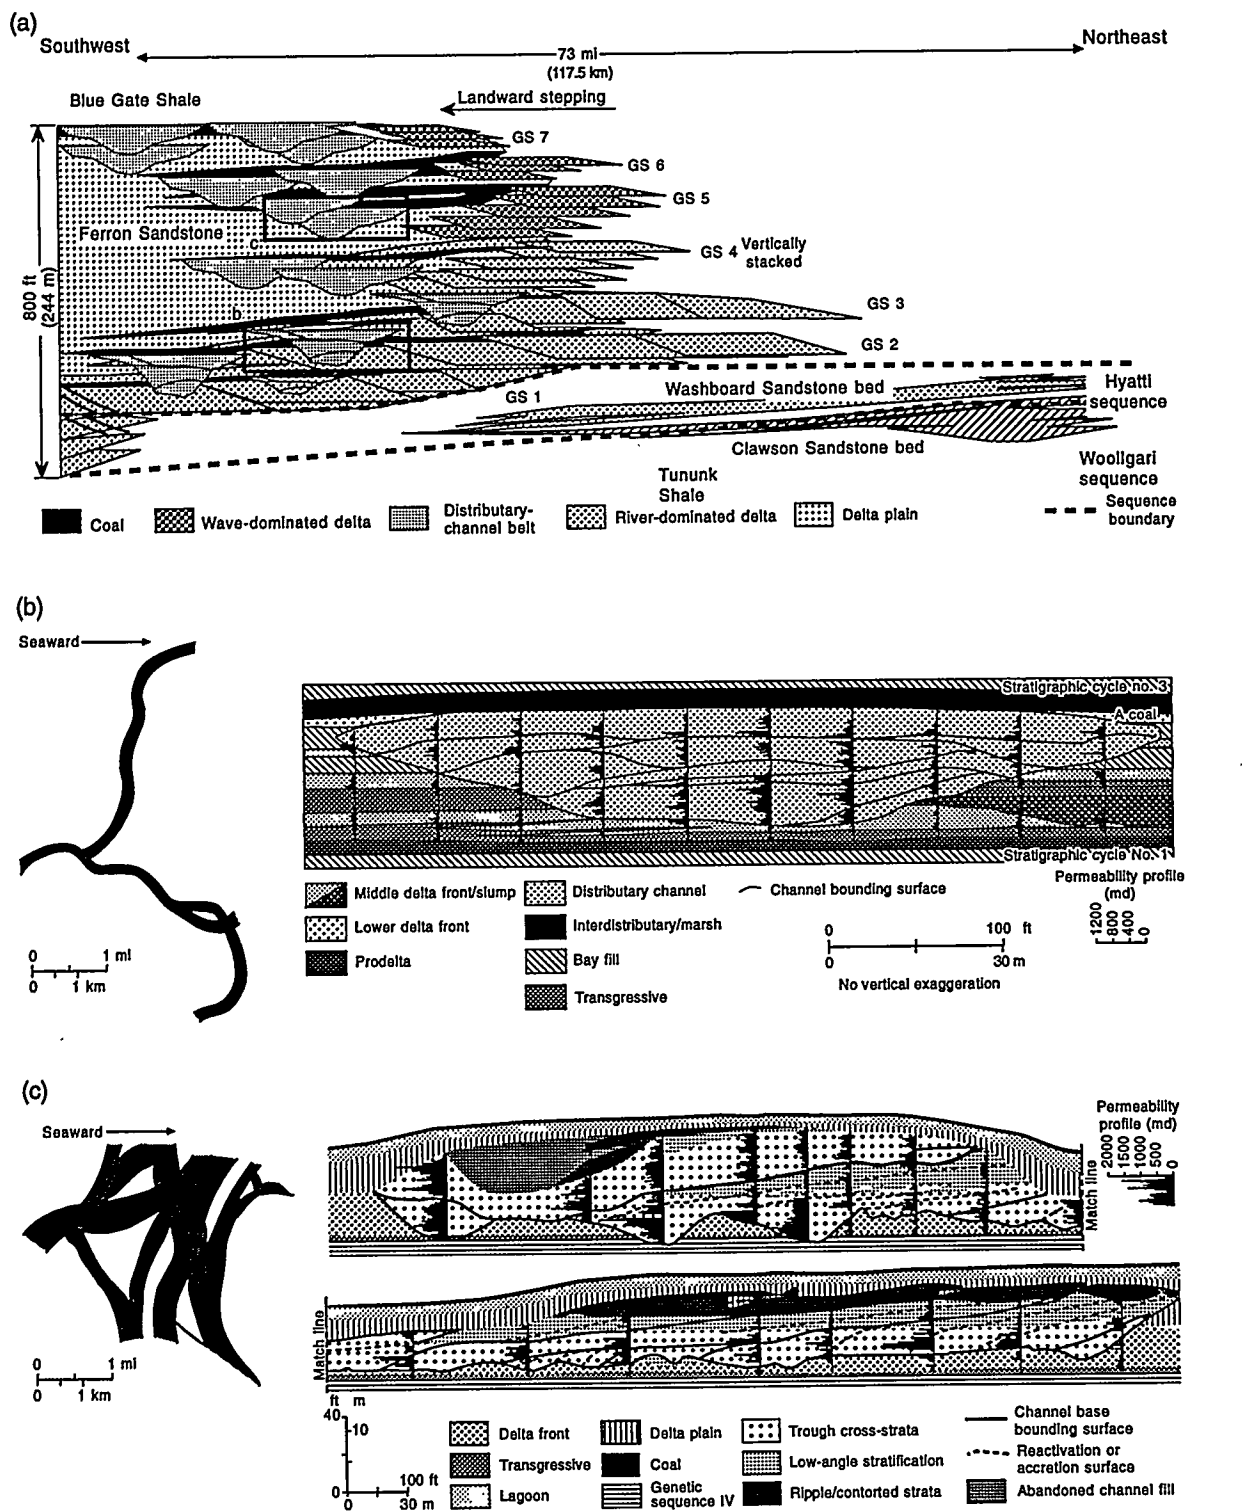 (a)
Southwest
73 mi
(117.5 km)
Northeast
Blue Gate Shale
Landward stepping
GS 7
GS 6
GS 5
Ferron Sandstone
c
GS 4 Vertically
stacked
800 ft
(244 m)
GS 3
b
GS 2
GS 1
Washboard Sandstone bed
Hyatti
sequence
Clawson Sandstone bed
Woollgari
sequence
Tununk
Shale
Coal
Wave-dominated delta
Distributary-
channel belt
River-dominated delta
Delta plain
Sequence
boundary
(b)
Seaward
Stratigraphic cycle no. 3
A coal
Stratigraphic cycle No. 1
0 1 mi
0 1 km
Middle delta front/slump
Distributary channel
Channel bounding surface
Permeability profile
(md)
1200
800
400
0
Lower delta front
Interdistributary/marsh
0 100 ft
0 30 m
Prodelta
Bay fill
No vertical exaggeration
Transgressive
(c)
Seaward
Permeability
profile (md)
2000
1500
1000
500
0
Match line
0 1 mi
0 1 km
Match line
ft m
40
10
0
100 ft
0 30 m
Delta front
Delta plain
Trough cross-strata
Channel base
bounding surface
Transgressive
Coal
Low-angle stratification
Reactivation or
accretion surface
Lagoon
Genetic
sequence IV
Ripple/contorted strata
Abandoned channel fill